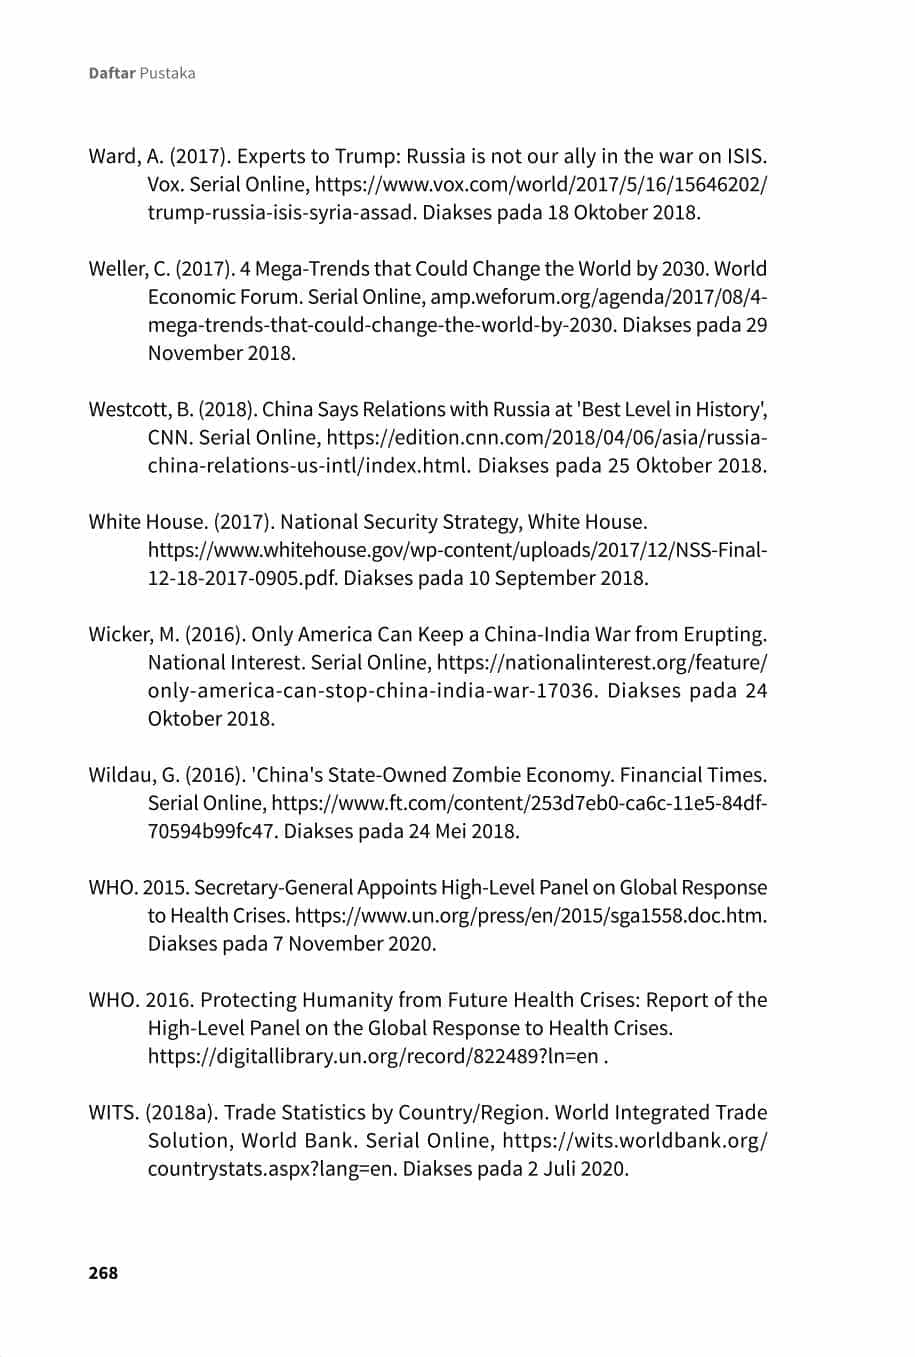 Daftar Pustaka
Ward, A. (2017). Experts to Trump: Russia is not our ally in the war on ISIS.
Vox. Serial Online, https://www.vox.com/world/2017/5/16/15646202/
trump-russia-isis-syria-assad. Diakses pada 18 Oktober 2018.
Weller, C. (2017). 4 Mega-Trends that Could Change the World by 2030. World
Economic Forum. Serial Online, amp.weforum.org/agenda/2017/08/4-
mega-trends-that-could-change-the-world-by-2030. Diakses pada 29
November 2018.
Westcott, B. (2018). China Says Relations with Russia at 'Best Level in History',
CNN. Serial Online, https://edition.cnn.com/2018/04/06/asia/russia-
china-relations-us-intl/index.html. Diakses pada 25 Oktober 2018.
White House. (2017). National Security Strategy, White House.
https://www.whitehouse.gov/wp-content/uploads/2017/12/NSS-Final-
12-18-2017-0905.pdf. Diakses pada 10 September 2018.
Wicker, M. (2016). Only America Can Keep a China-India War from Erupting.
National Interest. Serial Online, https://nationalinterest.org/feature/
only-america-can-stop-china-india-war-17036. Diakses pada 24
Oktober 2018.
Wildau, G. (2016). 'China's State-Owned Zombie Economy. Financial Times.
Serial Online, https://www.ft.com/content/253d7eb0-ca6c-11e5-84df-
70594b99fc47. Diakses pada 24 Mei 2018.
WHO. 2015. Secretary-General Appoints High-Level Panel on Global Response
to Health Crises. https://www.un.org/press/en/2015/sga1558.doc.htm.
Diakses pada 7 November 2020.
WHO. 2016. Protecting Humanity from Future Health Crises: Report of the
High-Level Panel on the Global Response to Health Crises.
https://digitallibrary.un.org/record/822489?ln=en .
WITS. (2018a). Trade Statistics by Country/Region. World Integrated Trade
Solution, World Bank. Serial Online, https://wits.worldbank.org/
countrystats.aspx?lang=en. Diakses pada 2 Juli 2020.
268